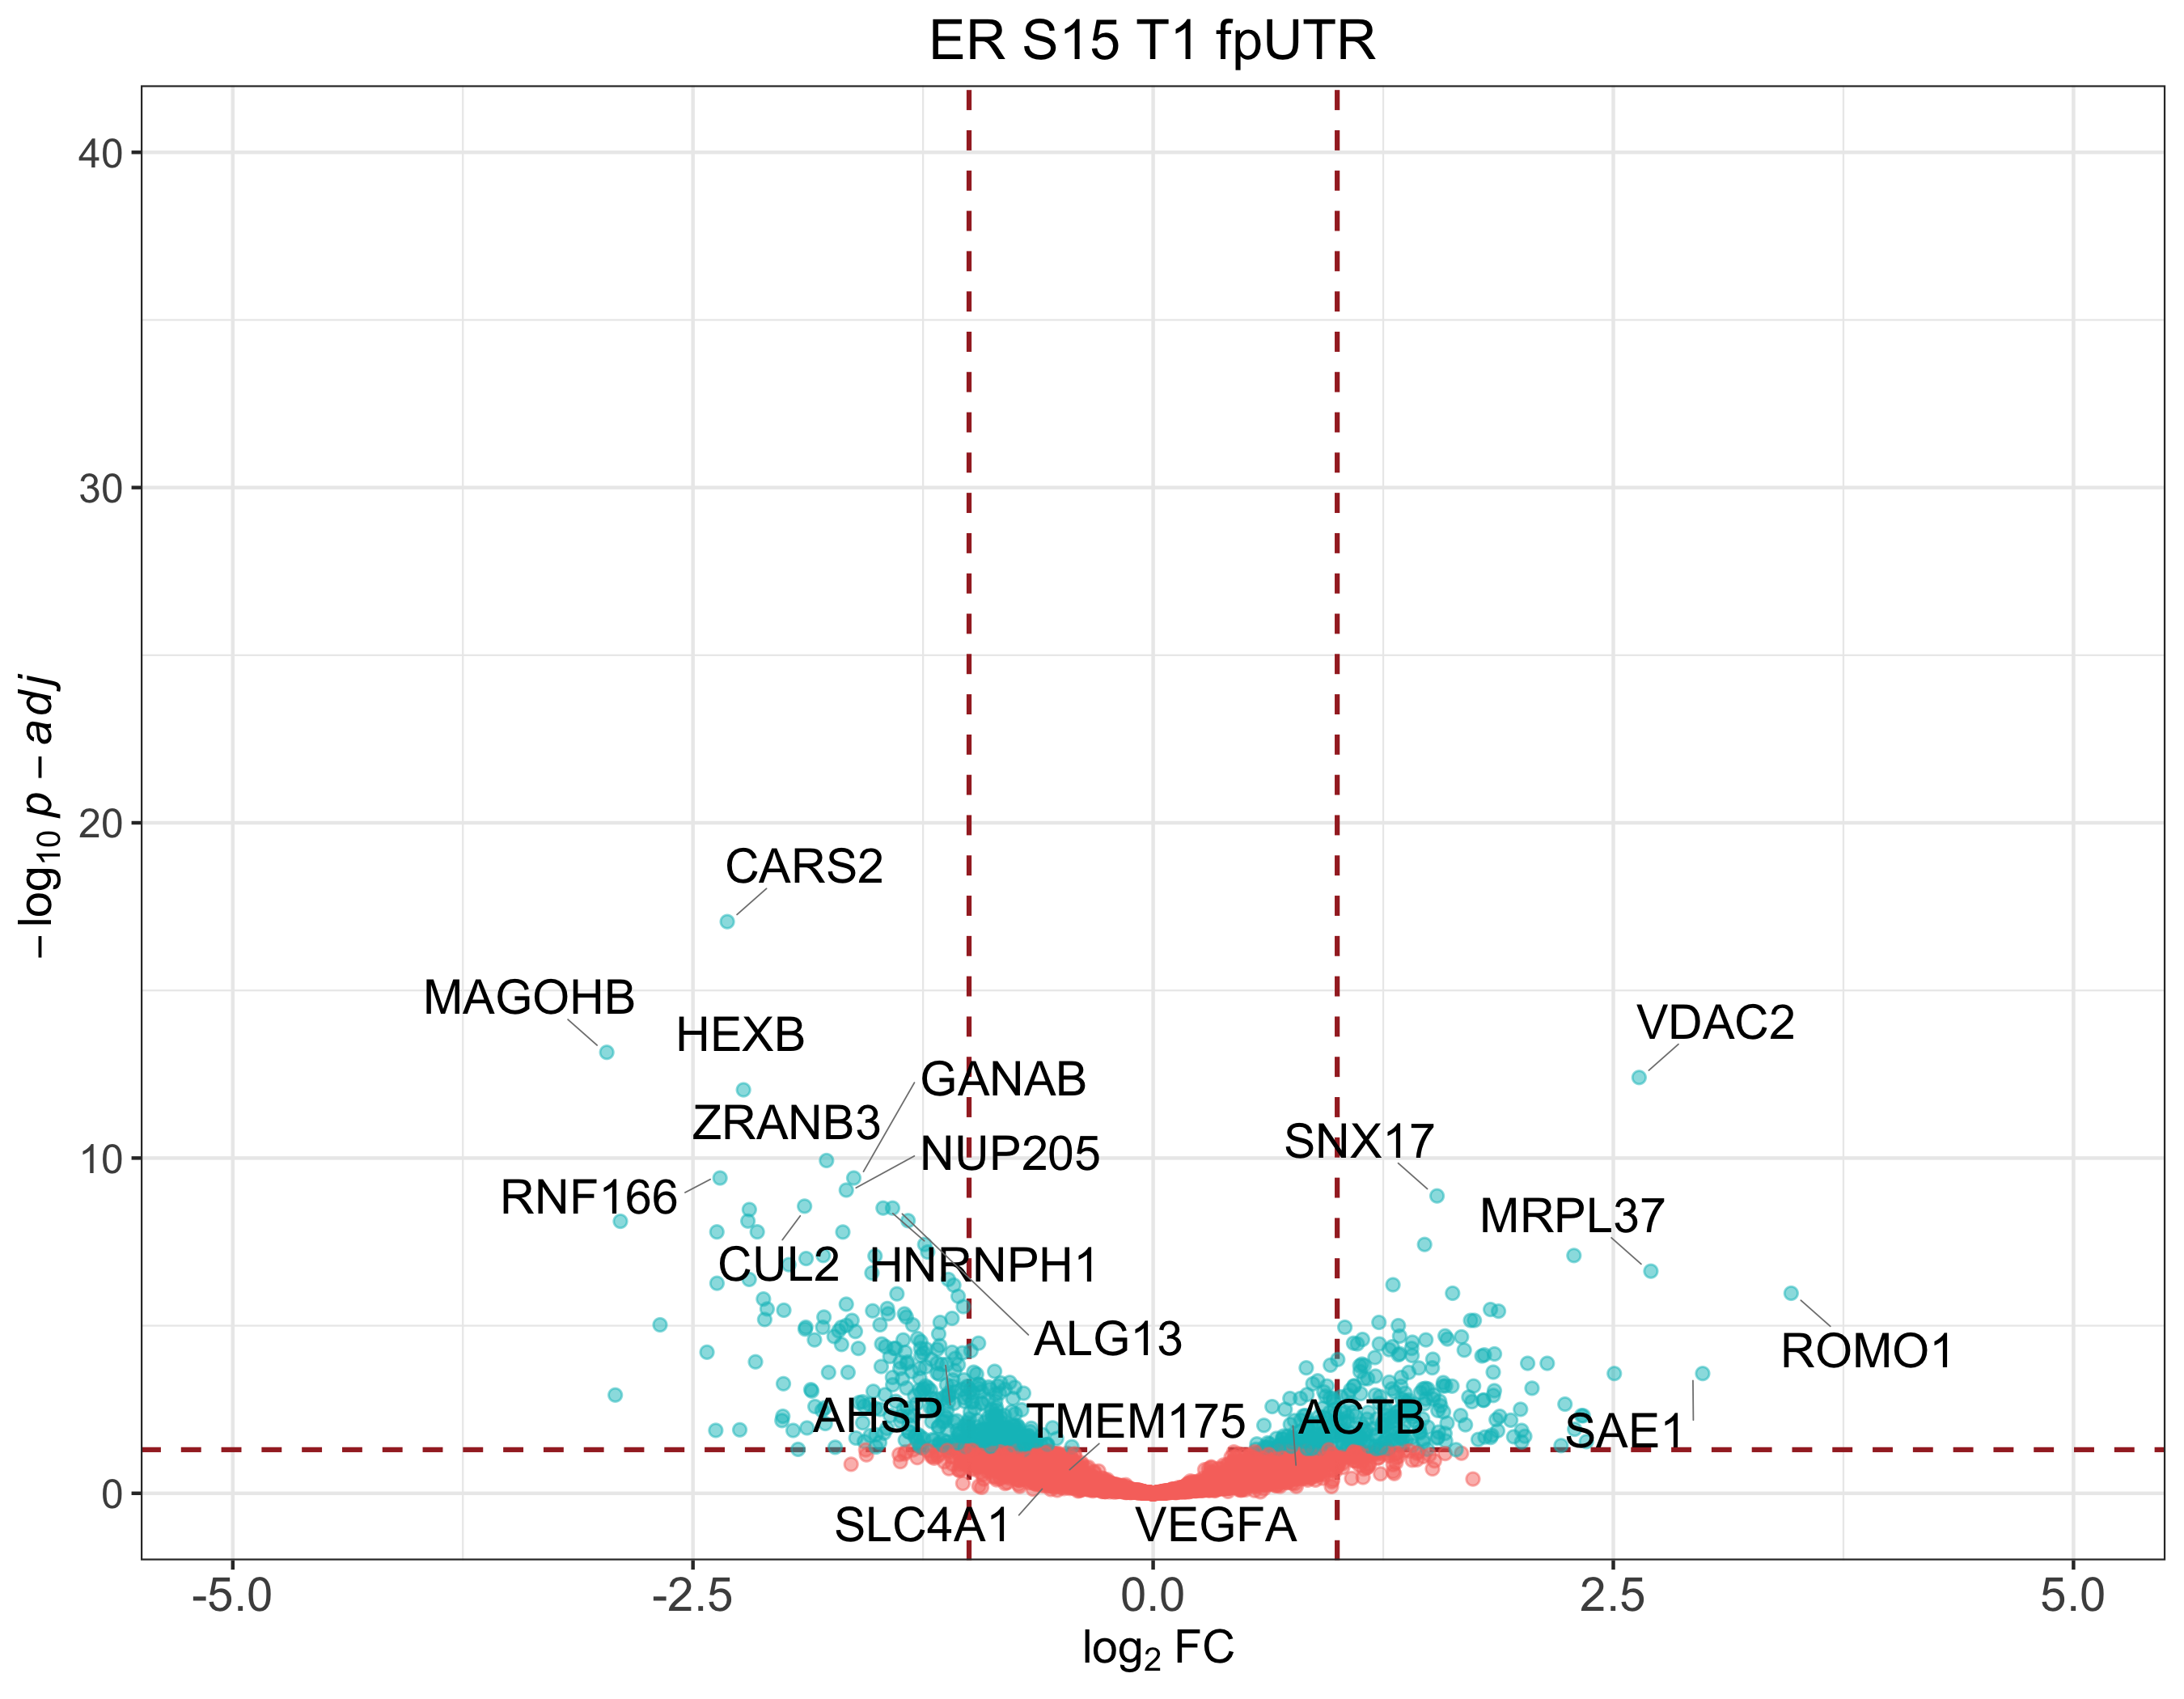 ER S15 T1 fpUTR
40
30
20
10
0
−log10 p − adj
CARS2
MAGOHB
HEXB
VDAC2
GANAB
ZRANB3
NUP205
SNX17
RNF166
MRPL37
CUL2
HNRNPH1
ALG13
ROMO1
AHSP
TMEM175
ACTB
SAE1
SLC4A1
VEGFA
-5.0
-2.5
0.0
2.5
5.0
log2 FC